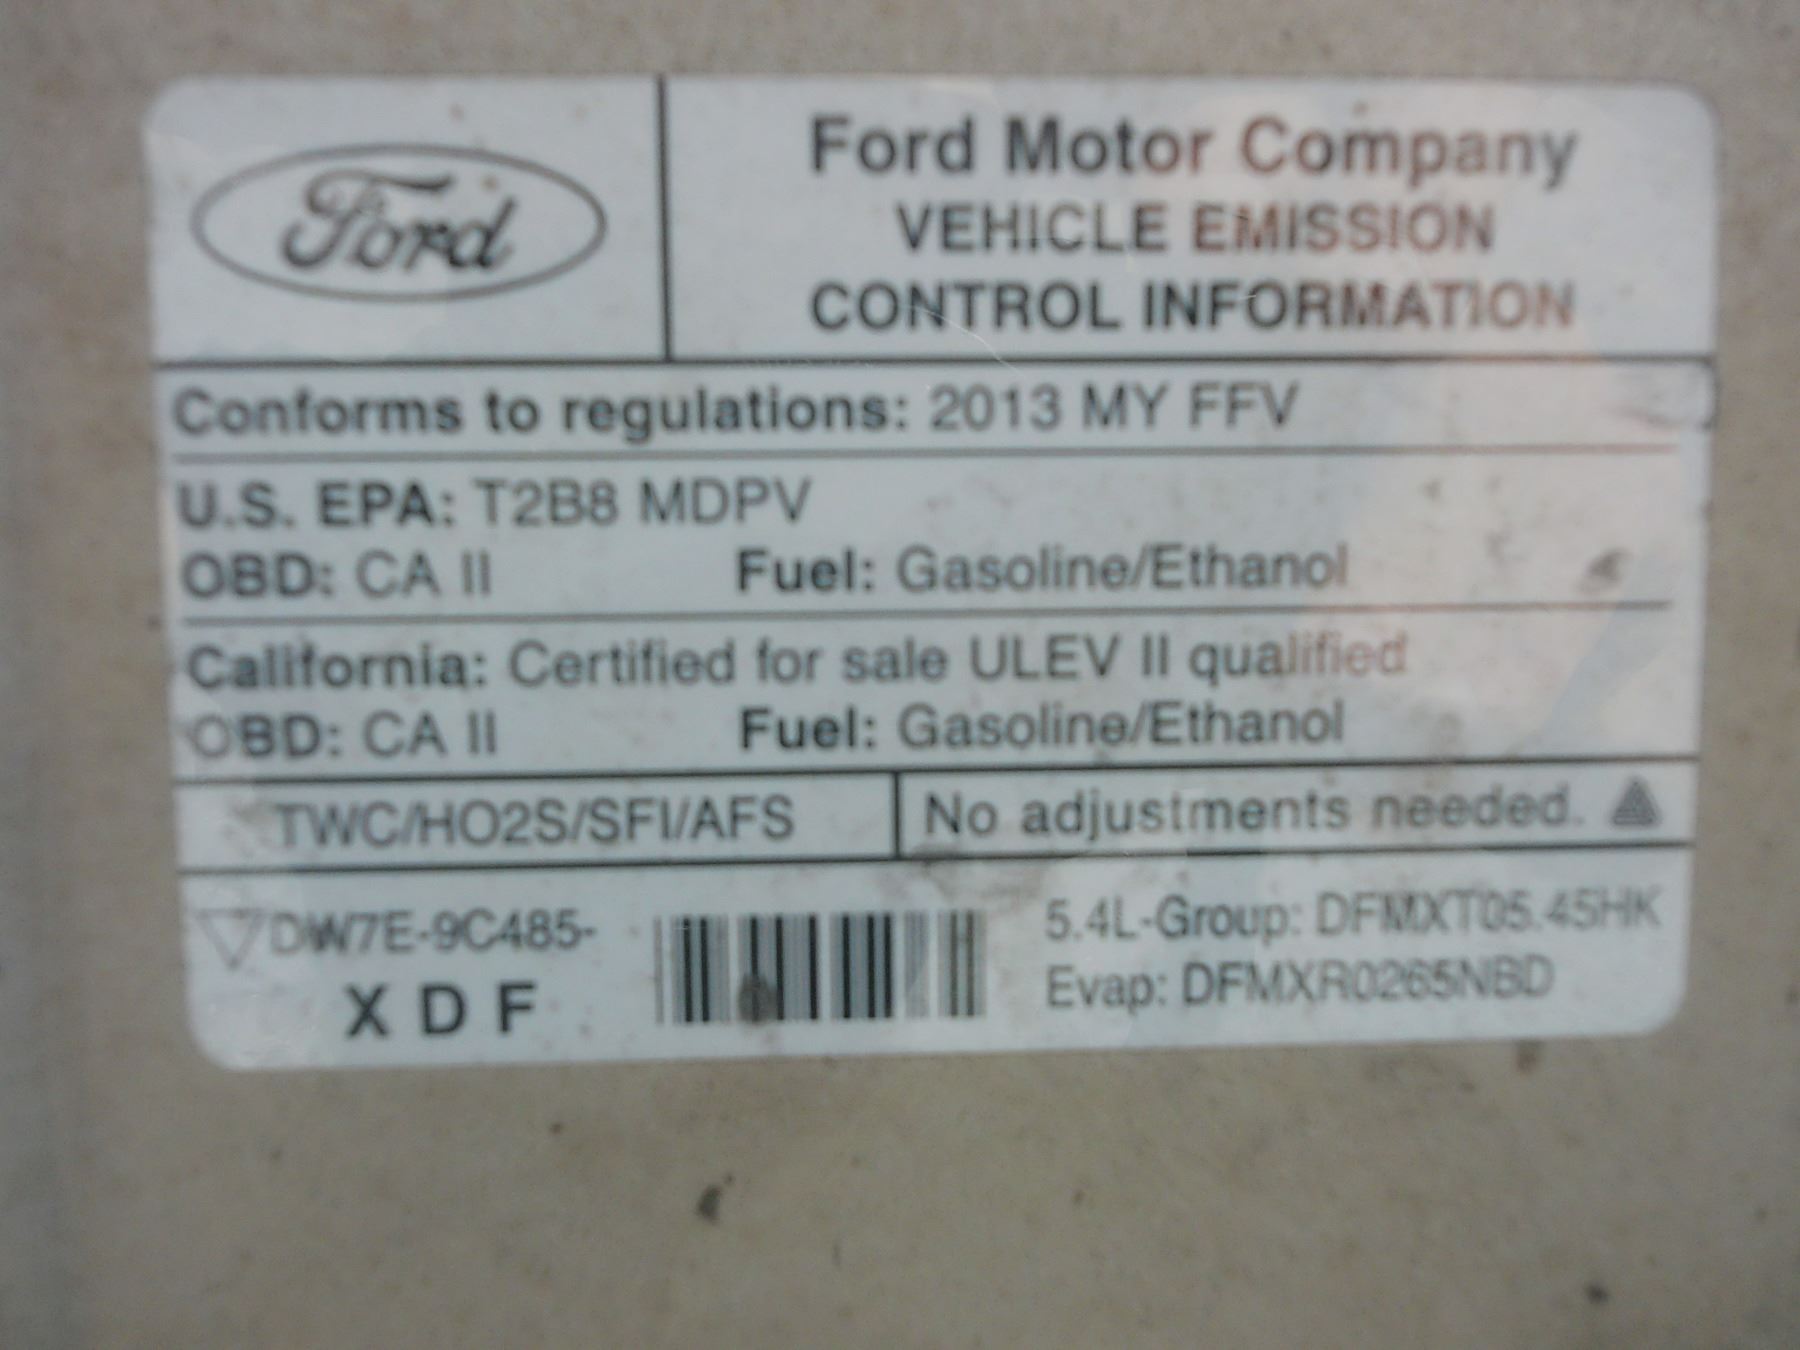 Ford
Ford Motor Company
VEHICLE EMISSION
CONTROL INFORMATION
Conforms to regulations: 2013 MY FFV
U.S. EPA: T2B8 MDPV
OBD: CA II Fuel: Gasoline/Ethanol
California: Certified for sale ULEV II qualified
OBD: CA II Fuel: Gasoline/Ethanol
TWC/HO2S/SFI/AFS
No adjustments needed.
DW7E-9C485-
X D F
5.4L-Group: DFMXT05.45HK
Evap: DFMXR0265NBD